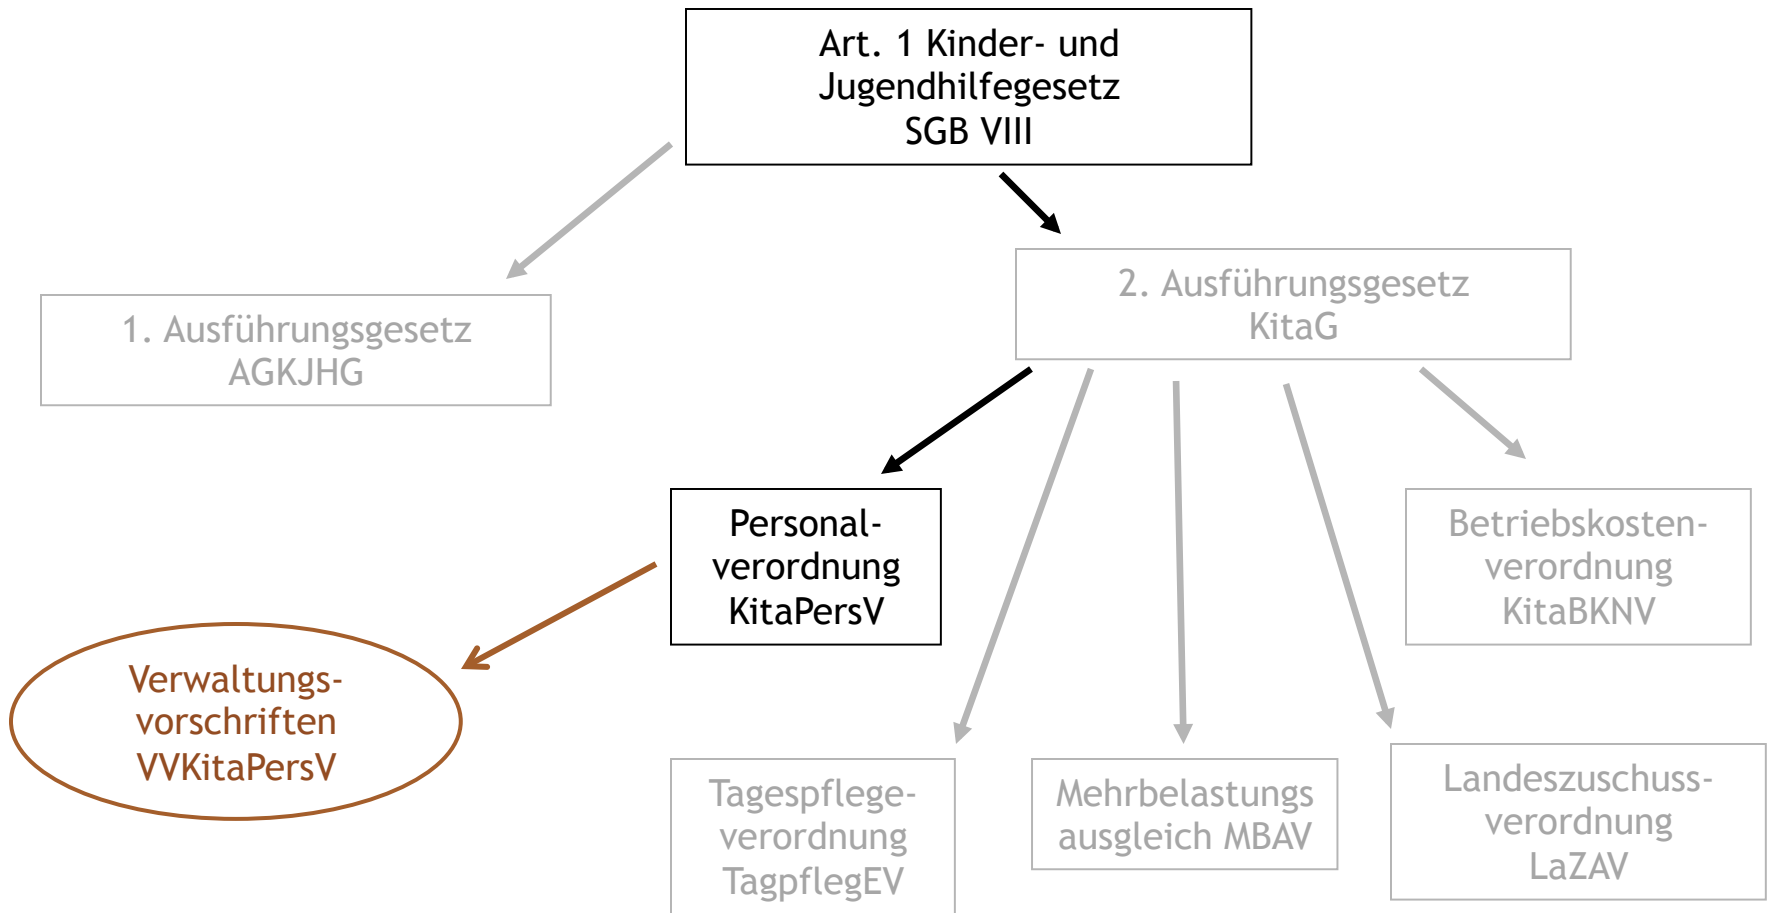 Art. 1 Kinder- und
Jugendhilfegesetz
SGB VIII
2. Ausführungsgesetz
KitaG
1. Ausführungsgesetz
AGKJHG
Personal-
verordnung
KitaPersV
Betriebskosten-
verordnung
KitaBKNV
Verwaltungs-
vorschriften
VVKitaPersV
Tagespflege-
verordnung
TagpflegEV
Mehrbelastungs
ausgleich MBAV
Landeszuschuss-
verordnung
LaZAV